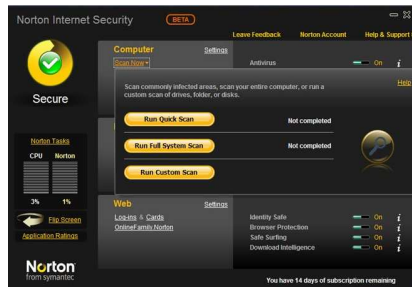 Norton Internet Security BETA
Leave Feedback Norton Account Help & Support
Computer Settings
Scan Now
Antivirus On i
Secure
Scan commonly infected areas, scan your entire computer, or run a
custom scan of drives, folder, or disks.
Help
Run Quick Scan Not completed
Run Full System Scan Not completed
Run Custom Scan
Norton Tasks
CPU Norton
3% 1%
Flip Screen
Application Ratings
Web Settings
Log-ins & Cards
OnlineFamily.Norton
Identity Safe On i
Browser Protection On i
Safe Surfing On i
Download Intelligence On i
Norton
from symantec
You have 14 days of subscription remaining